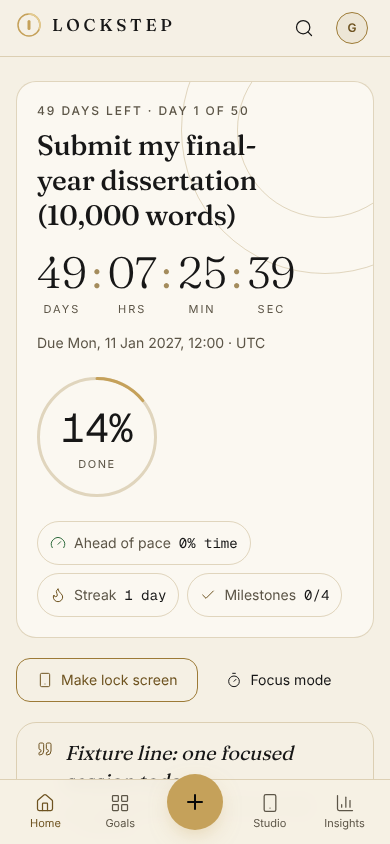 LOCKSTEP
G
49 DAYS LEFT · DAY 1 OF 50
Submit my final-
year dissertation
(10,000 words)
49:07:25:39
DAYS HRS MIN SEC
Due Mon, 11 Jan 2027, 12:00 · UTC
14%
DONE
Ahead of pace 0% time
Streak 1 day Milestones 0/4
Make lock screen Focus mode
Fixture line: one focused
Home Goals Studio Insights